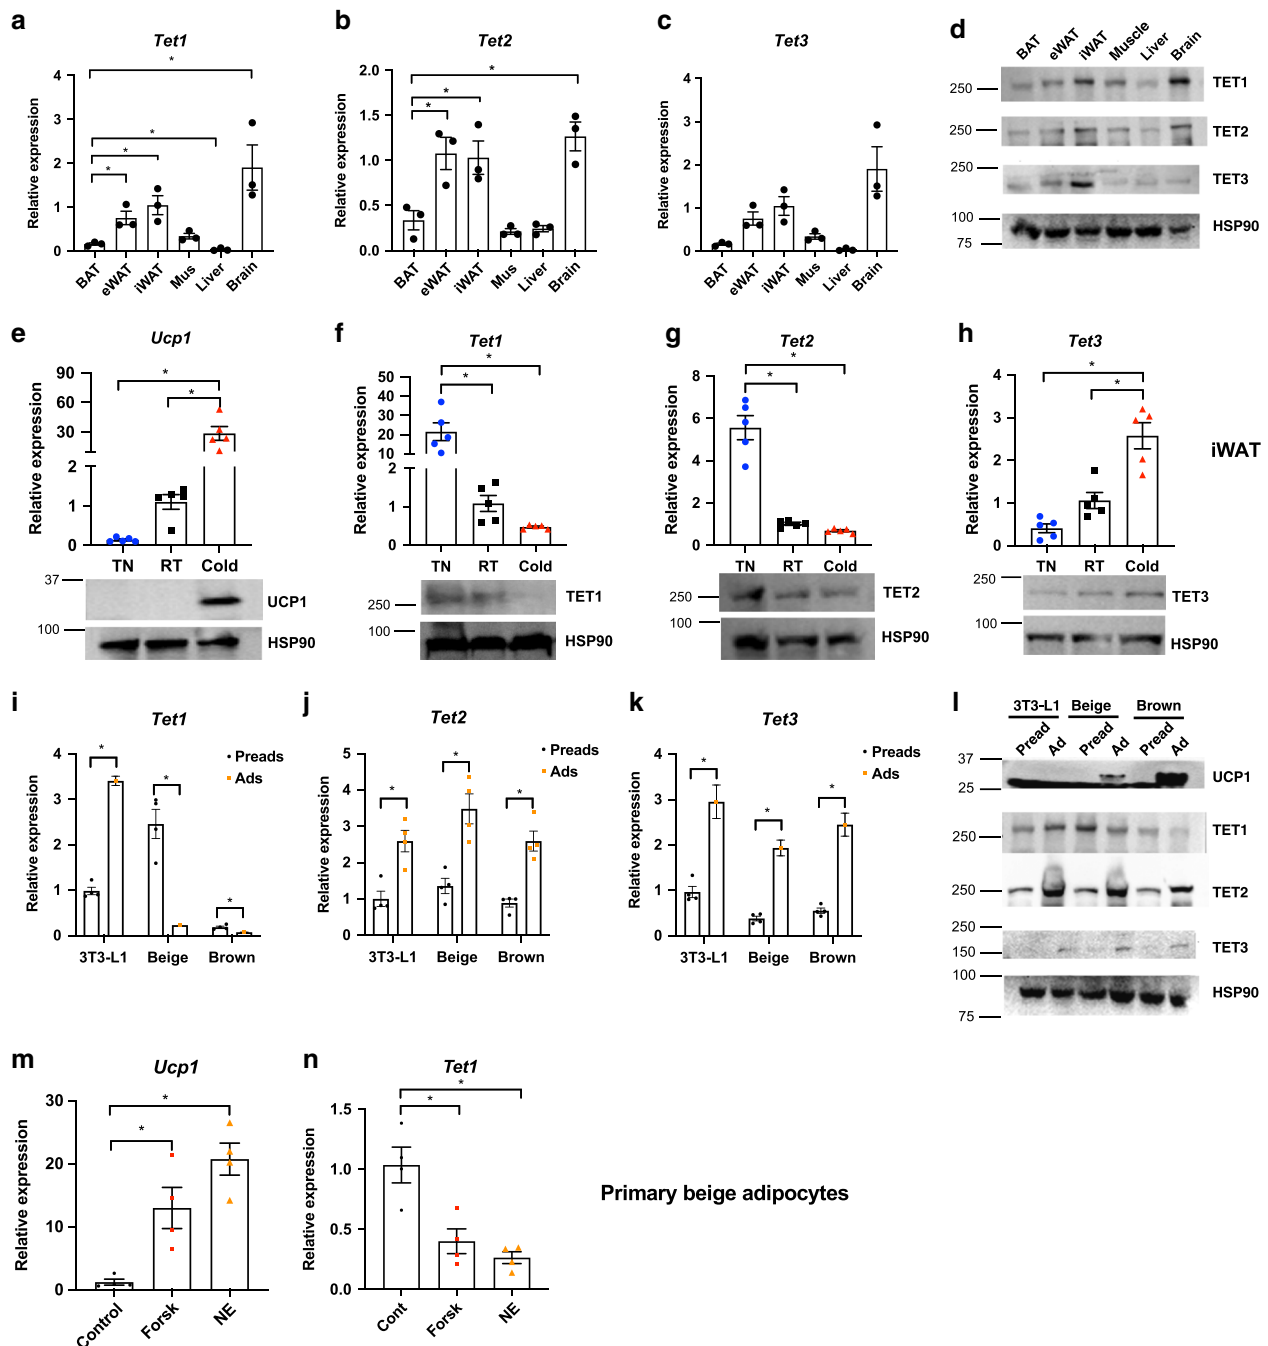 a
Tet1
Relative expression
4
3
2
1
0
*
*
*
*
BAT
eWAT
iWAT
Mus
Liver
Brain
b
Tet2
Relative expression
2.0
1.5
1.0
0.5
0.0
*
*
*
BAT
eWAT
iWAT
Mus
Liver
Brain
c
Tet3
Relative expression
4
3
2
1
0
BAT
eWAT
iWAT
Mus
Liver
Brain
d
BAT
eWAT
iWAT
Muscle
Liver
Brain
250
TET1
250
TET2
250
150
TET3
100
75
HSP90
e
Ucp1
Relative expression
90
60
30
2
1
0
*
*
TN
RT
Cold
37
UCP1
100
HSP90
f
Tet1
Relative expression
50
40
30
20
10
2
1
0
*
*
TN
RT
Cold
250
TET1
100
HSP90
g
Tet2
Relative expression
8
6
4
2
0
*
*
TN
RT
Cold
250
TET2
100
HSP90
h
Tet3
Relative expression
4
3
2
1
0
*
*
TN
RT
Cold
250
TET3
100
HSP90
iWAT
i
Tet1
Relative expression
4
3
2
1
0
*
*
*
Preads
Ads
3T3-L1
Beige
Brown
j
Tet2
Relative expression
5
4
3
2
1
0
*
*
*
Preads
Ads
3T3-L1
Beige
Brown
k
Tet3
Relative expression
4
3
2
1
0
*
*
*
Preads
Ads
3T3-L1
Beige
Brown
l
3T3-L1
Beige
Brown
Pread
Ad
Pread
Ad
Pread
Ad
37
25
UCP1
250
TET1
250
TET2
250
150
TET3
100
75
HSP90
m
Ucp1
Relative expression
30
20
10
0
*
*
Control
Forsk
NE
n
Tet1
Relative expression
1.5
1.0
0.5
0.0
*
*
Cont
Forsk
NE
Primary beige adipocytes